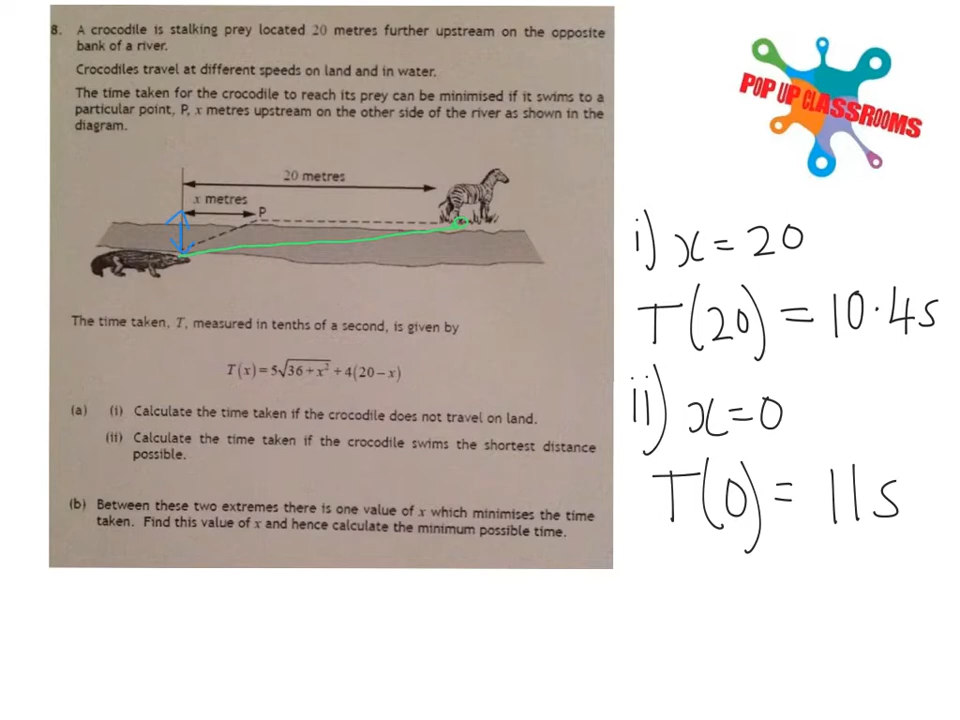 8. A crocodile is stalking prey located 20 metres further upstream on the opposite
bank of a river.
Crocodiles travel at different speeds on land and in water.
The time taken for the crocodile to reach its prey can be minimised if it swims to a
particular point, P, x metres upstream on the other side of the river as shown in the
diagram.
20 metres
x metres
P
The time taken, T, measured in tenths of a second, is given by
T(x) = 5√(36 + x²) + 4(20 − x)
(a) (i) Calculate the time taken if the crocodile does not travel on land.
(ii) Calculate the time taken if the crocodile swims the shortest distance
possible.
(b) Between these two extremes there is one value of x which minimises the time
taken. Find this value of x and hence calculate the minimum possible time.
POP UP CLASSROOMS
i) x = 20
T(20) = 10.4s
ii) x = 0
T(0) = 11s